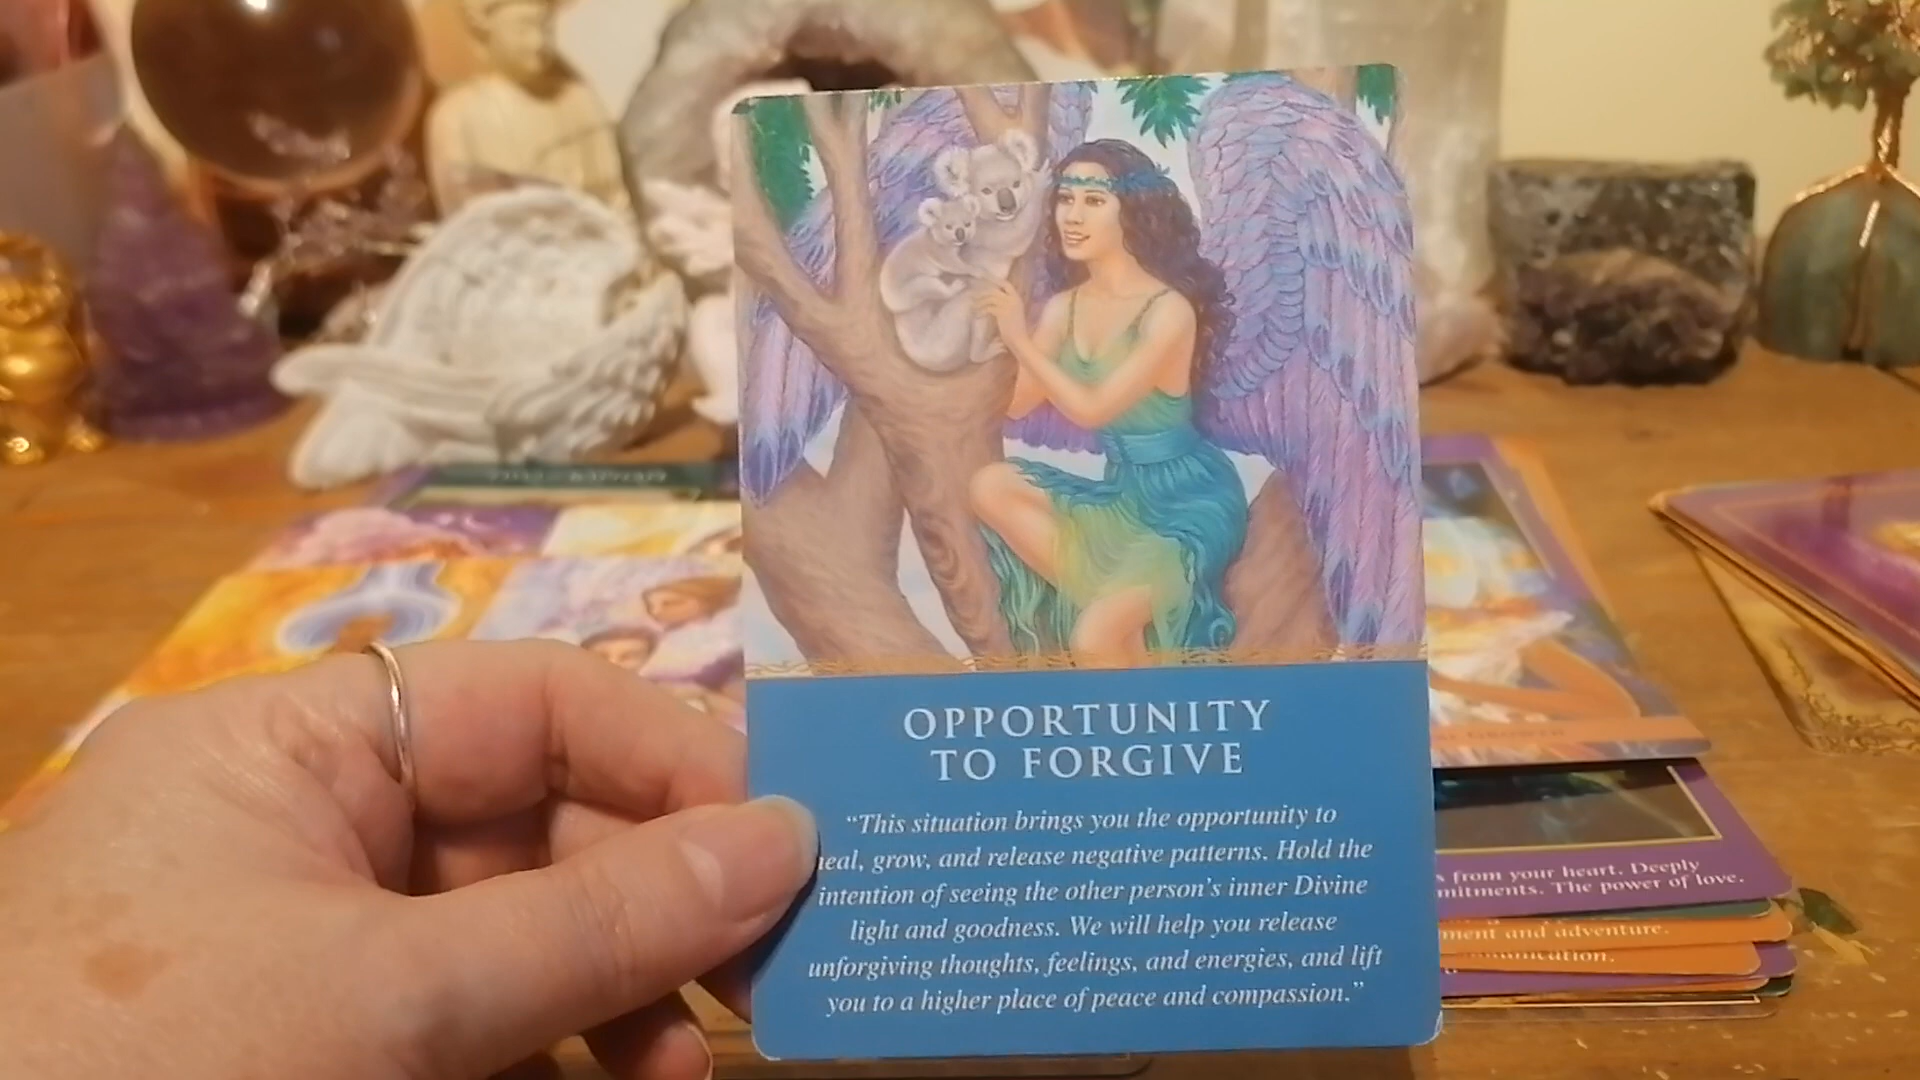 OPPORTUNITY
TO FORGIVE
"This situation brings you the opportunity to
heal, grow, and release negative patterns. Hold the
intention of seeing the other person's inner Divine
light and goodness. We will help you release
unforgiving thoughts, feelings, and energies, and lift
you to a higher place of peace and compassion."
from your heart. Deeply
The power of love.
and adventure.